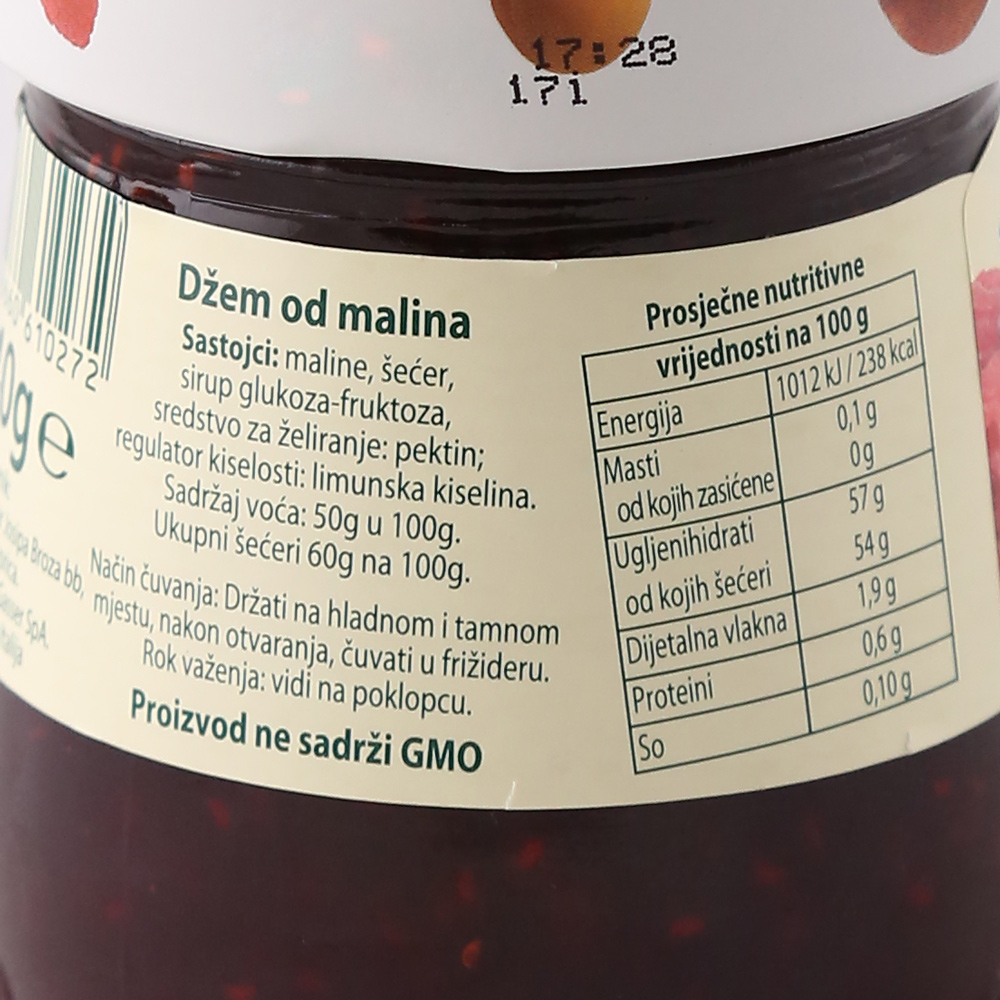 17:28
171
610272
0g e
Džem od malina
Sastojci: maline, šećer,
sirup glukoza-fruktoza,
sredstvo za želiranje: pektin;
regulator kiselosti: limunska kiselina.
Sadržaj voća: 50g u 100g.
Ukupni šećeri 60g na 100g.
Način čuvanja: Držati na hladnom i tamnom
mjestu, nakon otvaranja, čuvati u frižideru.
Rok važenja: vidi na poklopcu.
Proizvod ne sadrži GMO
Broza bb,
SpA.
Prosječne nutritivne
vrijednosti na 100 g
Energija 1012 kJ / 238 kcal
Masti 0,1 g
od kojih zasićene 0 g
Ugljenihidrati 57 g
od kojih šećeri 54 g
Dijetalna vlakna 1,9 g
Proteini 0,6 g
So 0,10 g